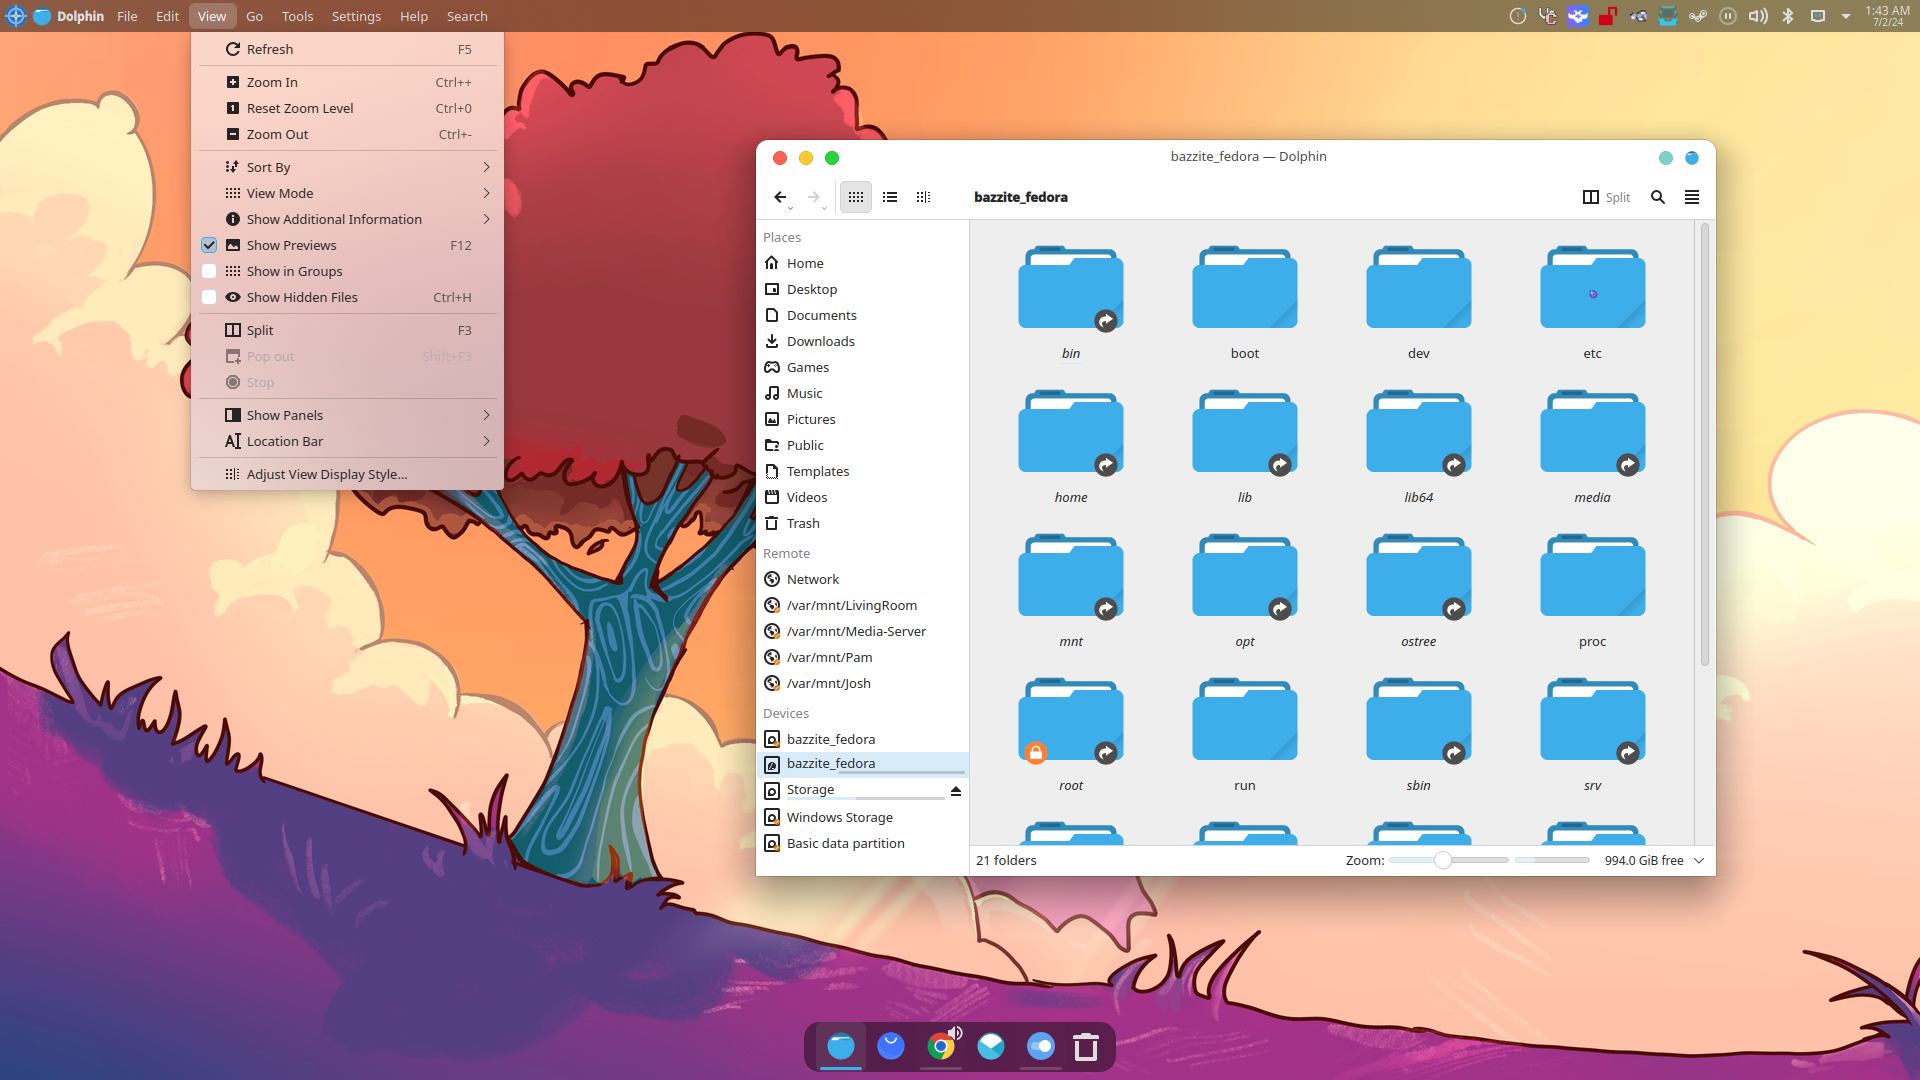 Dolphin File Edit View Go Tools Settings Help Search
1:43 AM
7/2/24
Refresh F5
Zoom In Ctrl++
Reset Zoom Level Ctrl+0
Zoom Out Ctrl+-
Sort By
View Mode
Show Additional Information
Show Previews F12
Show in Groups
Show Hidden Files Ctrl+H
Split F3
Pop out Shift+F3
Stop
Show Panels
Location Bar
Adjust View Display Style...
bazzite_fedora — Dolphin
bazzite_fedora
Split
Places
Home
Desktop
Documents
Downloads
Games
Music
Pictures
Public
Templates
Videos
Trash
Remote
Network
/var/mnt/LivingRoom
/var/mnt/Media-Server
/var/mnt/Pam
/var/mnt/Josh
Devices
bazzite_fedora
bazzite_fedora
Storage
Windows Storage
Basic data partition
bin boot dev etc
home lib lib64 media
mnt opt ostree proc
root run sbin srv
21 folders
Zoom:
994.0 GiB free